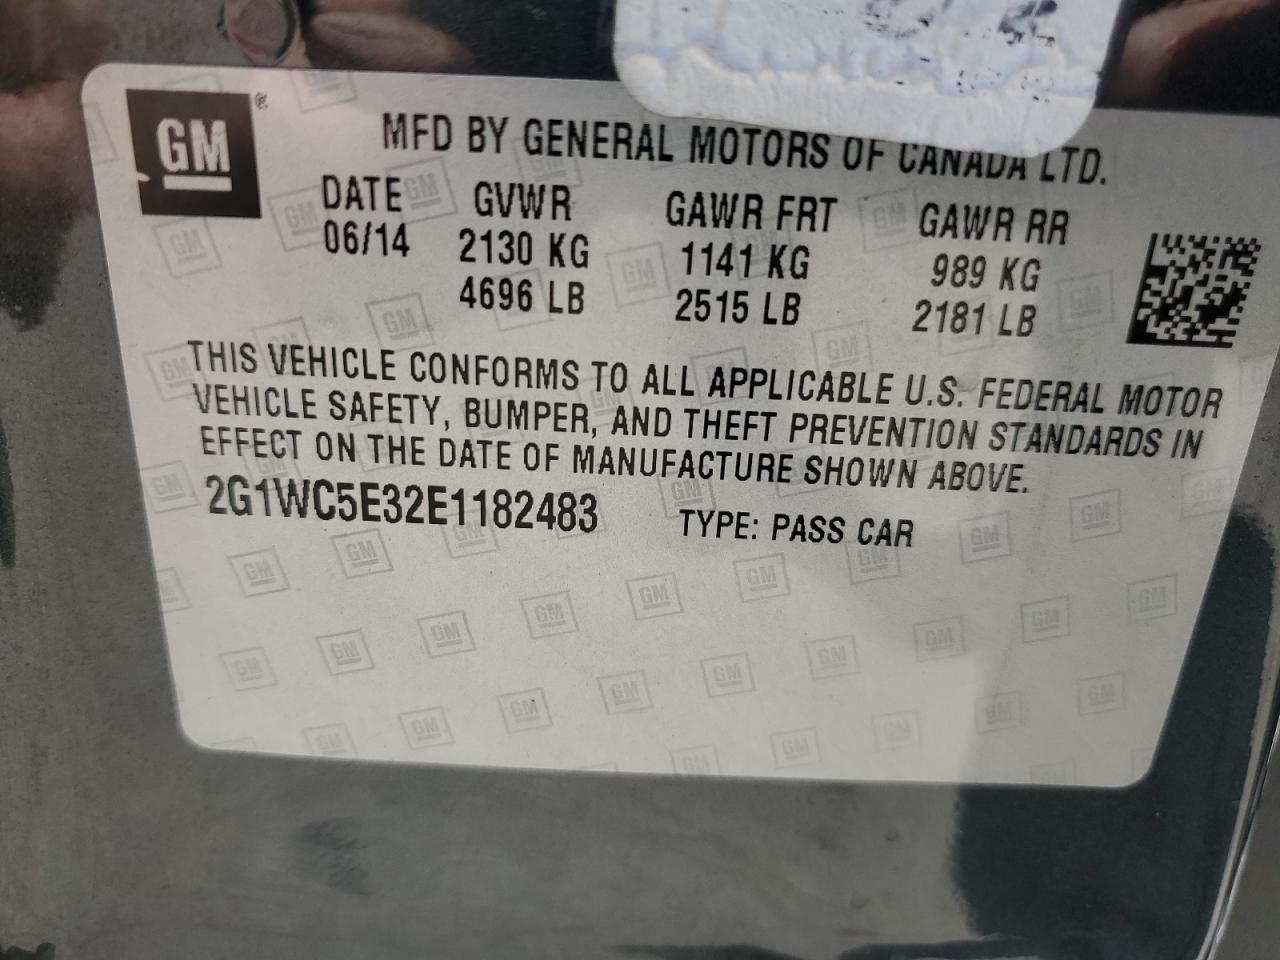 GM
MFD BY GENERAL MOTORS OF CANADA LTD.
DATE GVWR GAWR FRT GAWR RR
06/14 2130 KG 1141 KG 989 KG
4696 LB 2515 LB 2181 LB
THIS VEHICLE CONFORMS TO ALL APPLICABLE U.S. FEDERAL MOTOR
VEHICLE SAFETY, BUMPER, AND THEFT PREVENTION STANDARDS IN
EFFECT ON THE DATE OF MANUFACTURE SHOWN ABOVE.
2G1WC5E32E1182483 TYPE: PASS CAR